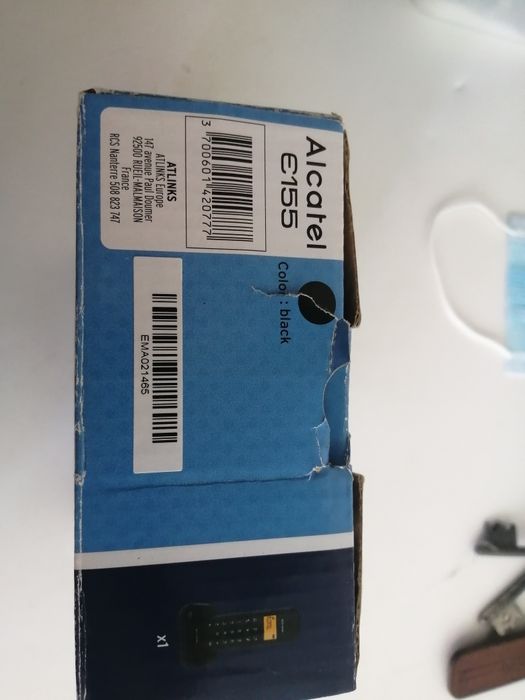 Alcatel
E155
3 700601 420777
ATLINKS
ATLINKS Europe
147 avenue Paul Doumer
92500 RUEIL-MALMAISON
France
RCS Nanterre 508 823 747
Color : black
EMA021465
x1